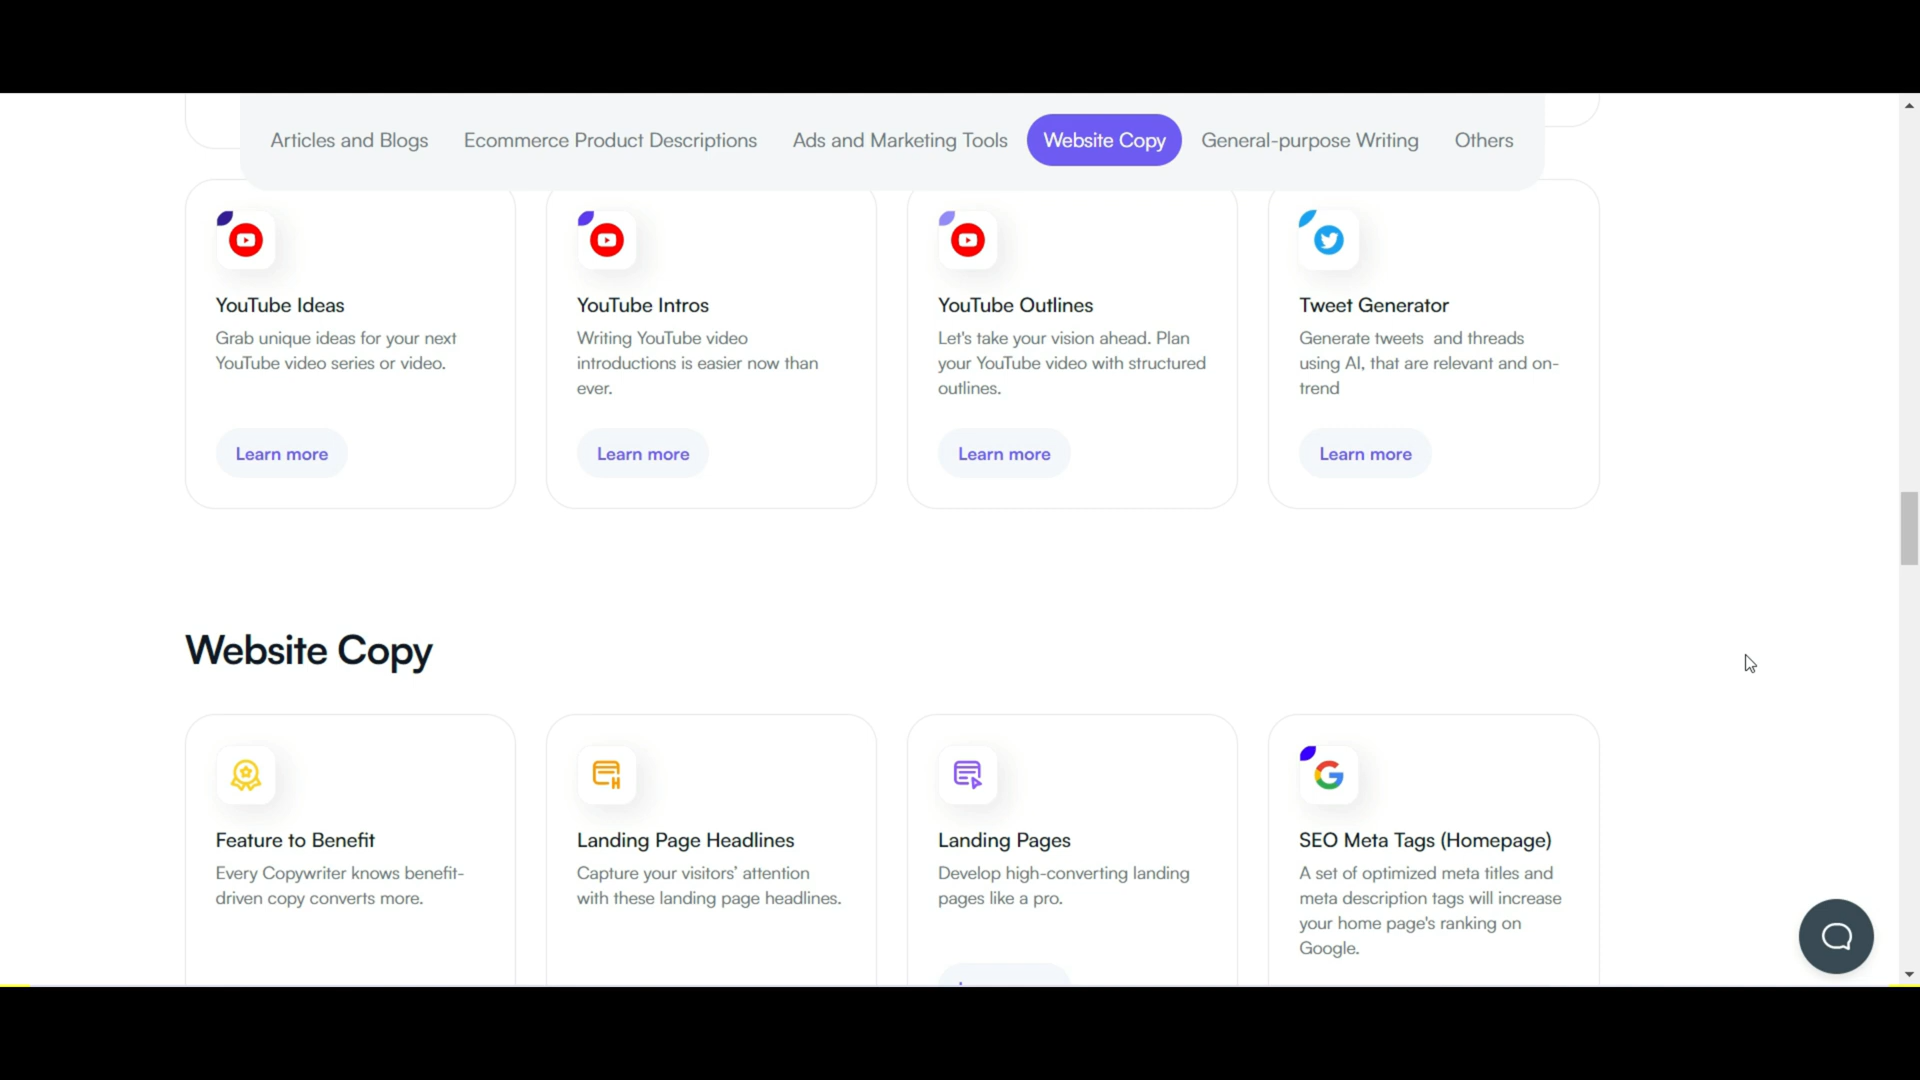 Articles and Blogs
Ecommerce Product Descriptions
Ads and Marketing Tools
Website Copy
General-purpose Writing
Others
YouTube Ideas
Grab unique ideas for your next
YouTube video series or video.
Learn more
YouTube Intros
Writing YouTube video
introductions is easier now than
ever.
Learn more
YouTube Outlines
Let's take your vision ahead. Plan
your YouTube video with structured
outlines.
Learn more
Tweet Generator
Generate tweets and threads
using AI, that are relevant and on-
trend
Learn more
Website Copy
Feature to Benefit
Every Copywriter knows benefit-
driven copy converts more.
Landing Page Headlines
Capture your visitors’ attention
with these landing page headlines.
Landing Pages
Develop high-converting landing
pages like a pro.
SEO Meta Tags (Homepage)
A set of optimized meta titles and
meta description tags will increase
your home page's ranking on
Google.